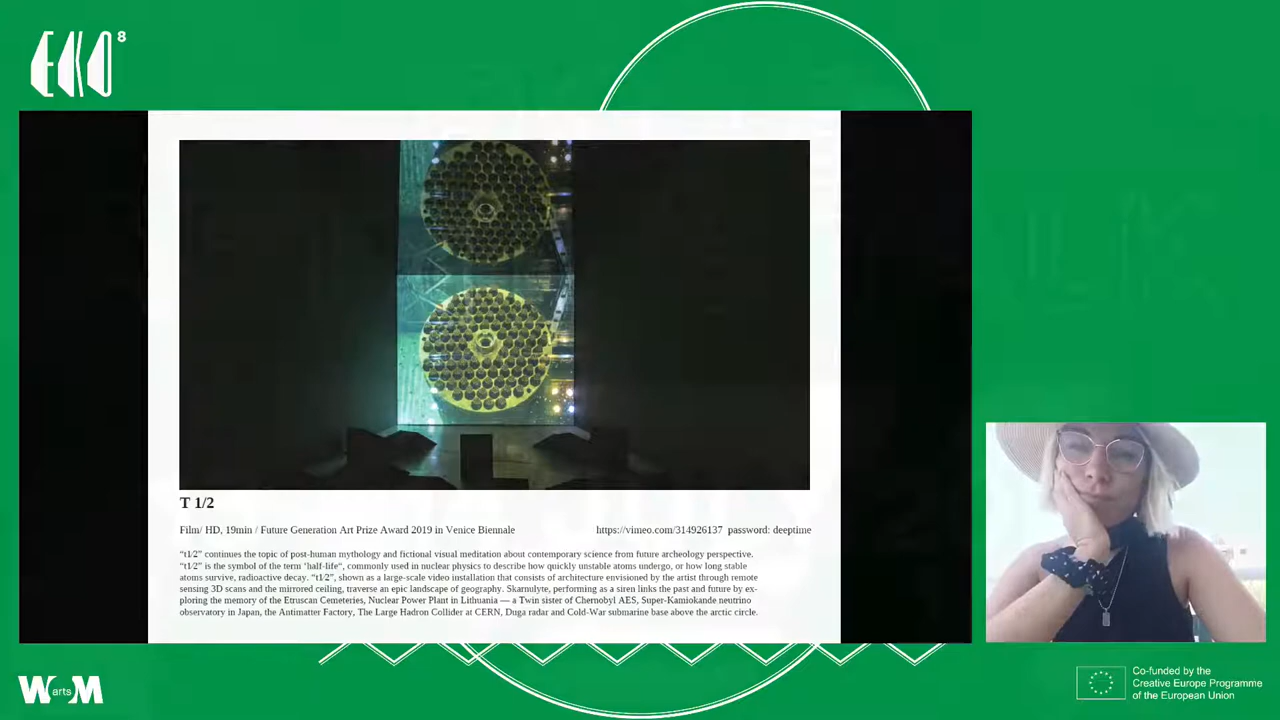 EKO8
T 1/2
Film/ HD, 19min / Future Generation Art Prize Award 2019 in Venice Biennale
https://vimeo.com/314926137 password: deeptime
“t1⁄2” continues the topic of post-human mythology and fictional visual meditation about contemporary science from future archeology perspective.
“t1⁄2” is the symbol of the term ‘half-life“, commonly used in nuclear physics to describe how quickly unstable atoms undergo, or how long stable
atoms survive, radioactive decay. “t1⁄2”, shown as a large-scale video installation that consists of architecture envisioned by the artist through remote
sensing 3D scans and the mirrored ceiling, traverse an epic landscape of geography. Skarnulyte, performing as a siren links the past and future by ex-
ploring the memory of the Etruscan Cemeteries, Nuclear Power Plant in Lithuania — a Twin sister of Chernobyl AES, Super-Kamiokande neutrino
observatory in Japan, the Antimatter Factory, The Large Hadron Collider at CERN, Duga radar and Cold-War submarine base above the arctic circle.
W arts M
Co-funded by the
Creative Europe Programme
of the European Union